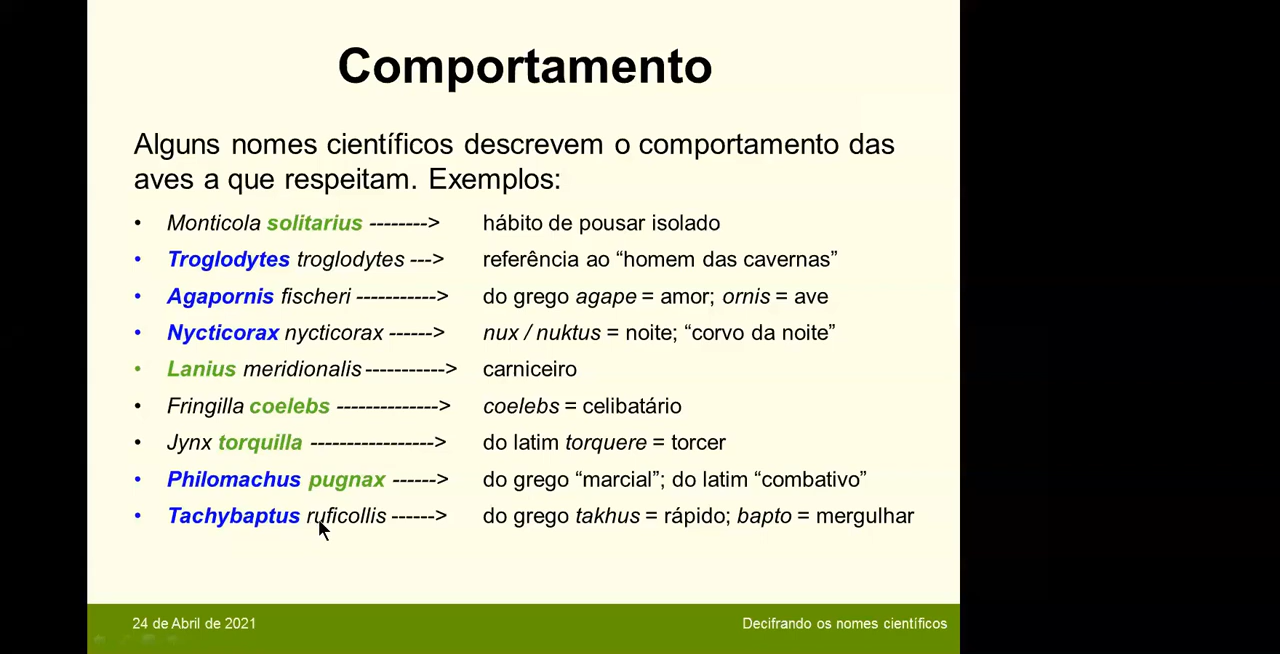 Comportamento
Alguns nomes científicos descrevem o comportamento das
aves a que respeitam. Exemplos:
• Monticola solitarius --------> hábito de pousar isolado
• Troglodytes troglodytes ---> referência ao “homem das cavernas”
• Agapornis fischeri -----------> do grego agape = amor; ornis = ave
• Nycticorax nycticorax ------> nux / nuktus = noite; “corvo da noite”
• Lanius meridionalis -----------> carniceiro
• Fringilla coelebs --------------> coelebs = celibatário
• Jynx torquilla -----------------> do latim torquere = torcer
• Philomachus pugnax ------> do grego “marcial”; do latim “combativo”
• Tachybaptus ruficollis ------> do grego takhus = rápido; bapto = mergulhar
24 de Abril de 2021 Decifrando os nomes científicos